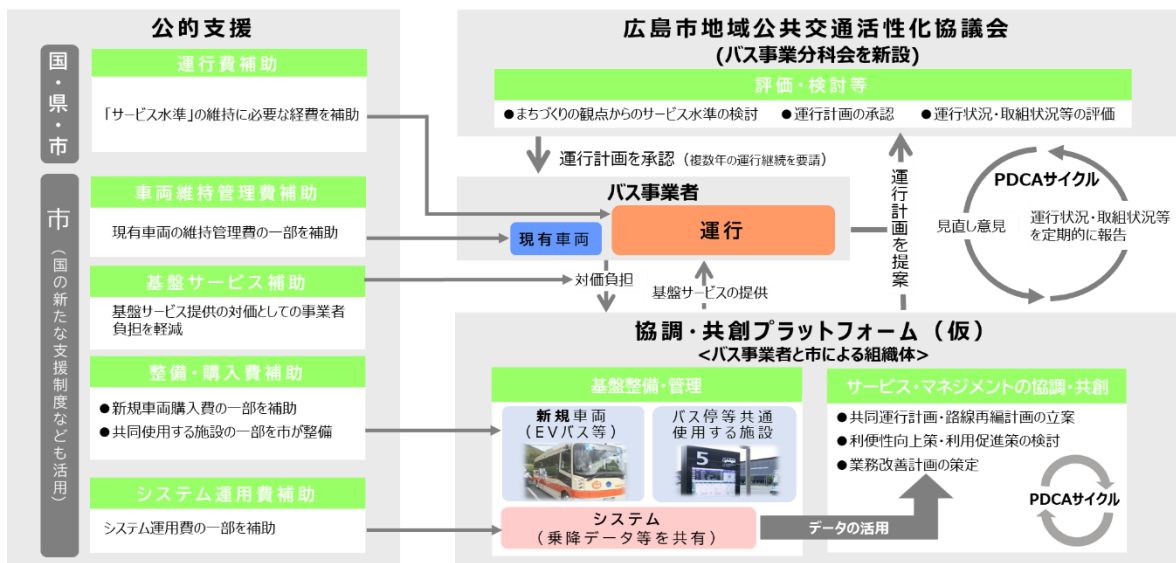 公的支援
国・県・市
運行費補助
「サービス水準」の維持に必要な経費を補助
市（国の新たな支援制度なども活用）
車両維持管理費補助
現有車両の維持管理費の一部を補助
基盤サービス補助
基盤サービス提供の対価としての事業者
負担を軽減
整備・購入費補助
●新規車両購入費の一部を補助
●共同使用する施設の一部を市が整備
システム運用費補助
システム運用費の一部を補助
広島市地域公共交通活性化協議会
(バス事業分科会を新設)
評価・検討等
●まちづくりの観点からのサービス水準の検討 ●運行計画の承認 ●運行状況・取組状況等の評価
運行計画を承認（複数年の運行継続を要請）
バス事業者
現有車両
運行
対価負担
基盤サービスの提供
運行計画を提案
PDCAサイクル
見直し意見
運行状況・取組状況等
を定期的に報告
協調・共創プラットフォーム（仮）
<バス事業者と市による組織体>
基盤整備・管理
新規車両
（EVバス等）
バス停等共通
使用する施設
5
システム
（乗降データ等を共有）
データの活用
サービス・マネジメントの協調・共創
●共同運行計画・路線再編計画の立案
●利便性向上策・利用促進策の検討
●業務改善計画の策定
PDCAサイクル